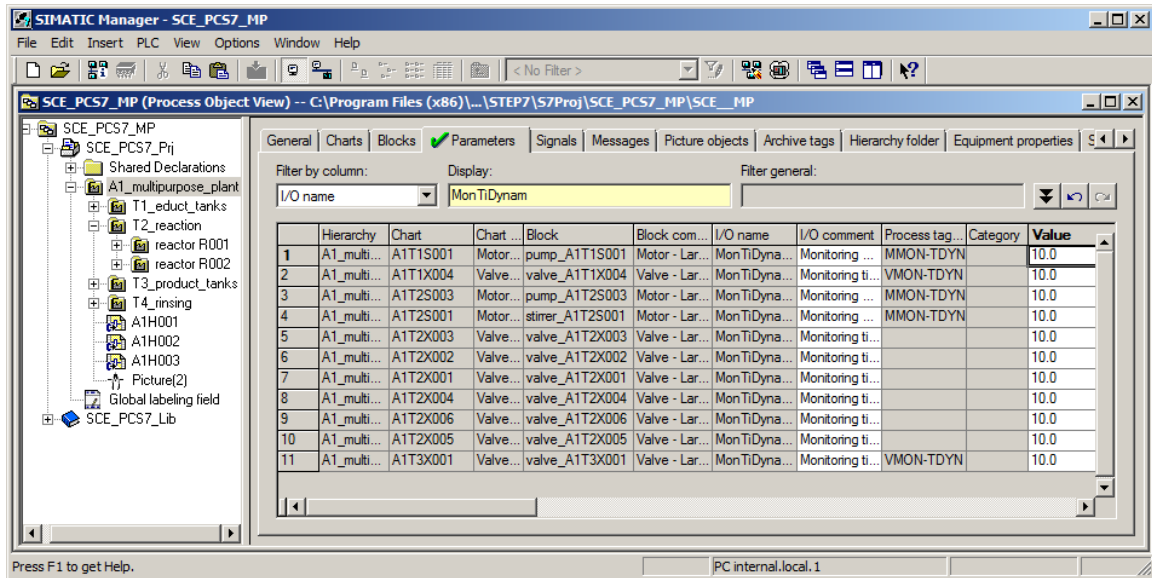 SIMATIC Manager - SCE_PCS7_MP
File Edit Insert PLC View Options Window Help
< No Filter >
SCE_PCS7_MP (Process Object View) -- C:\Program Files (x86)\...\STEP7\S7Proj\SCE_PCS7_MP\SCE__MP
SCE_PCS7_MP
SCE_PCS7_Prj
Shared Declarations
A1_multipurpose_plant
T1_educt_tanks
T2_reaction
reactor R001
reactor R002
T3_product_tanks
T4_rinsing
A1H001
A1H002
A1H003
Picture(2)
Global labeling field
SCE_PCS7_Lib
General Charts Blocks Parameters Signals Messages Picture objects Archive tags Hierarchy folder Equipment properties
Filter by column: Display: Filter general:
I/O name MonTiDynam
Hierarchy Chart Chart ... Block Block com... I/O name I/O comment Process tag... Category Value
1 A1_multi... A1T1S001 Motor... pump_A1T1S001 Motor - Lar... MonTiDyna... Monitoring ... MMON-TDYN 10.0
2 A1_multi... A1T1X004 Valve... valve_A1T1X004 Valve - Lar... MonTiDyna... Monitoring ti... VMON-TDYN 10.0
3 A1_multi... A1T2S003 Motor... pump_A1T2S003 Motor - Lar... MonTiDyna... Monitoring ... MMON-TDYN 10.0
4 A1_multi... A1T2S001 Motor... stirrer_A1T2S001 Motor - Lar... MonTiDyna... Monitoring ... MMON-TDYN 10.0
5 A1_multi... A1T2X003 Valve... valve_A1T2X003 Valve - Lar... MonTiDyna... Monitoring ti... 10.0
6 A1_multi... A1T2X002 Valve... valve_A1T2X002 Valve - Lar... MonTiDyna... Monitoring ti... 10.0
7 A1_multi... A1T2X001 Valve... valve_A1T2X001 Valve - Lar... MonTiDyna... Monitoring ti... 10.0
8 A1_multi... A1T2X004 Valve... valve_A1T2X004 Valve - Lar... MonTiDyna... Monitoring ti... 10.0
9 A1_multi... A1T2X006 Valve... valve_A1T2X006 Valve - Lar... MonTiDyna... Monitoring ti... 10.0
10 A1_multi... A1T2X005 Valve... valve_A1T2X005 Valve - Lar... MonTiDyna... Monitoring ti... 10.0
11 A1_multi... A1T3X001 Valve... valve_A1T3X001 Valve - Lar... MonTiDyna... Monitoring ti... VMON-TDYN 10.0
Press F1 to get Help. PC internal.local.1